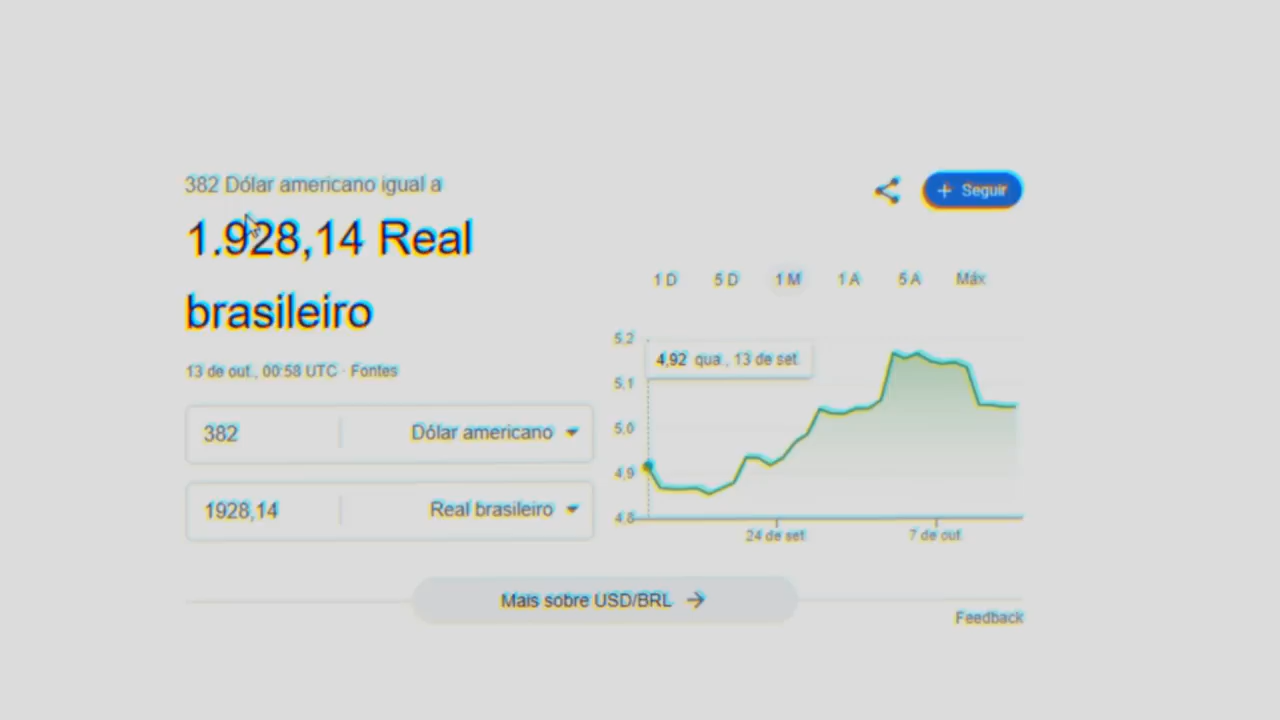 382 Dólar americano igual a
1.928,14 Real
brasileiro
13 de out., 00:58 UTC · Fontes
382 Dólar americano
1928,14 Real brasileiro
Seguir
1 D 5 D 1 M 1 A 5 A Máx
5,2
4,92 qua., 13 de set.
5,1
5,0
4,9
4,8
24 de set. 7 de out.
Mais sobre USD/BRL
Feedback